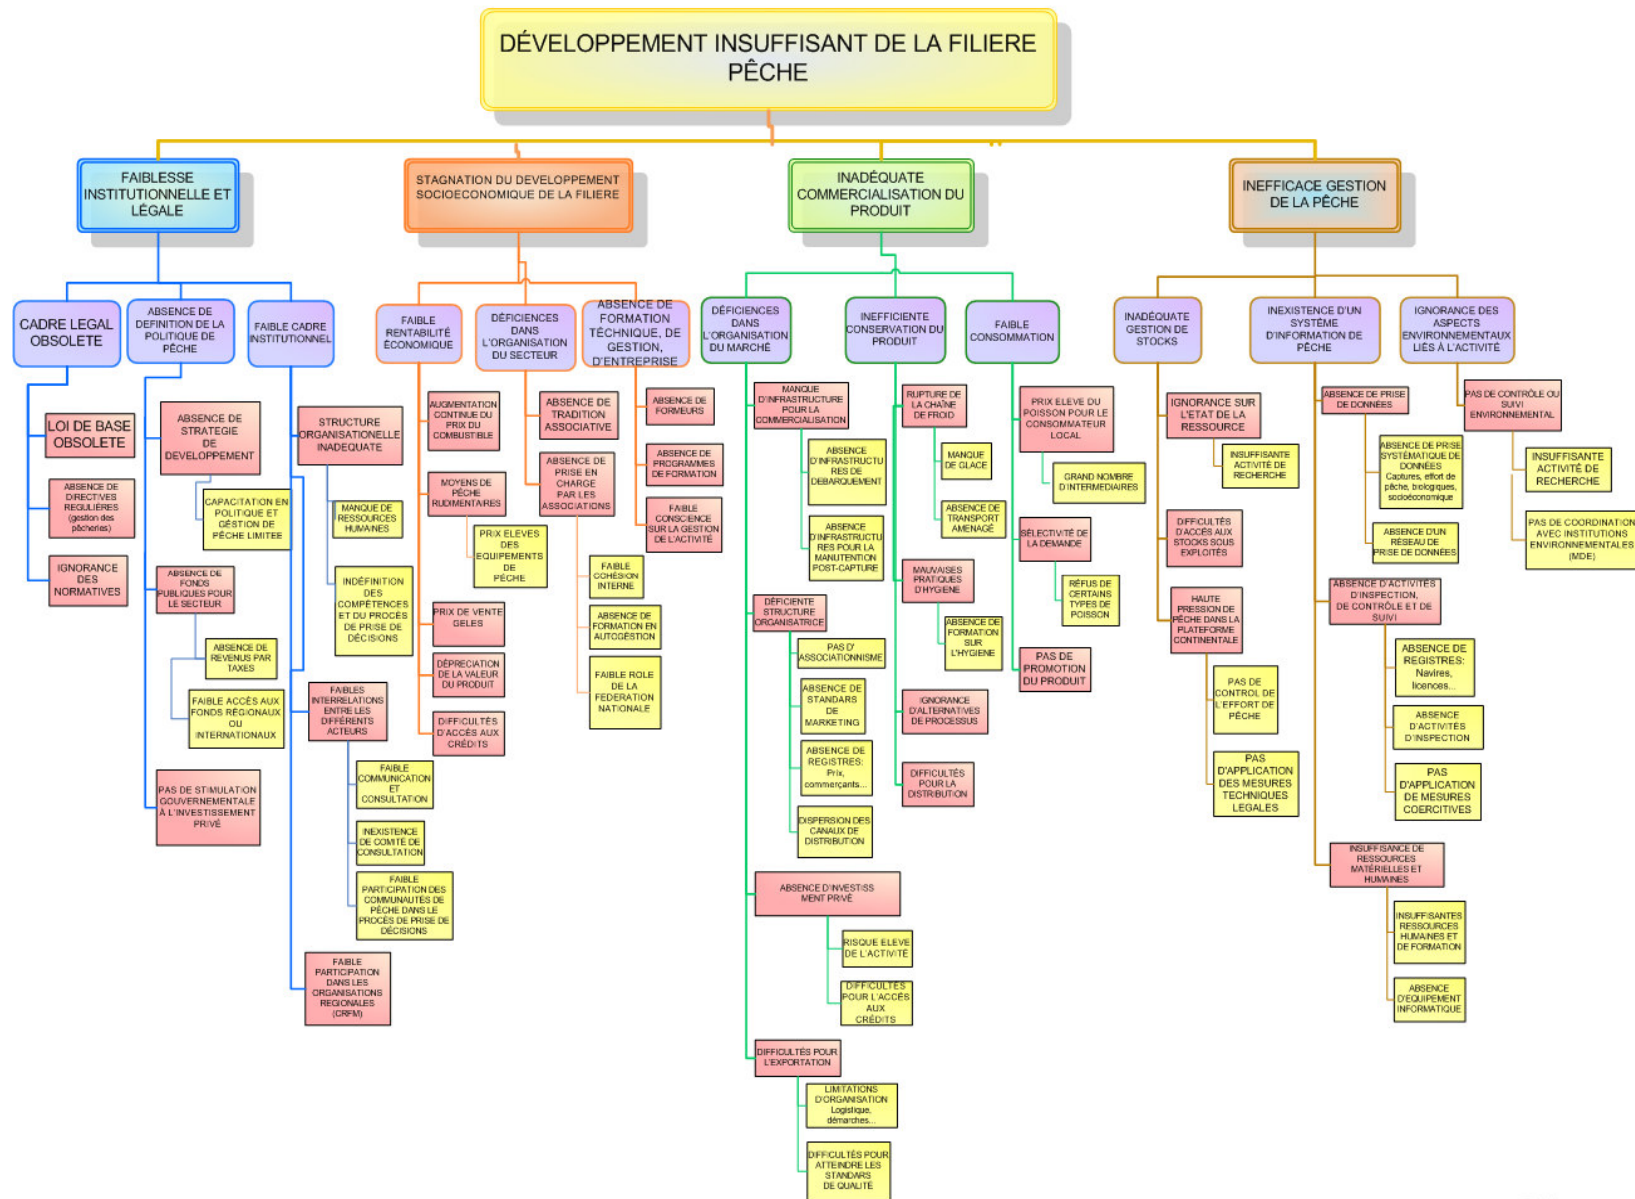 DÉVELOPPEMENT INSUFFISANT DE LA FILIERE
PÊCHE
FAIBLESSE
INSTITUTIONNELLE ET
LÉGALE
STAGNATION DU DEVELOPPEMENT
SOCIOECONOMIQUE DE LA FILIERE
INADÉQUATE
COMMERCIALISATION DU
PRODUIT
INEFFICACE GESTION
DE LA PÊCHE
CADRE LEGAL
OBSOLETE
ABSENCE DE
DEFINITION DE LA
POLITIQUE DE
PÊCHE
FAIBLE CADRE
INSTITUTIONNEL
FAIBLE
RENTABILITÉ
ÉCONOMIQUE
DÉFICIENCES
DANS
L'ORGANISATION
DU SECTEUR
ABSENCE DE
FORMATION
TÉCHNIQUE, DE
GESTION,
D'ENTREPRISE
DÉFICIENCES
DANS
L'ORGANISATION
DU MARCHÉ
INEFFICIENTE
CONSERVATION DU
PRODUIT
FAIBLE
CONSOMMATION
INADÉQUATE
GESTION DE
STOCKS
INEXISTENCE D'UN
SYSTÉME
D'INFORMATION DE
PÊCHE
IGNORANCE DES
ASPECTS
ENVIRONNEMENTAUX
LIÉS À L'ACTIVITÉ
LOI DE BASE
OBSOLETE
ABSENCE DE
DIRECTIVES
REGULIÈRES
(gestion des
pêcheries)
IGNORANCE
DES
NORMATIVES
ABSENCE DE
STRATEGIE
DE
DEVELOPPEMENT
CAPACITATION EN
POLITIQUE ET
GÉSTION DE
PÊCHE LIMITEE
ABSENCE DE
FONDS
PUBLIQUES POUR
LE SECTEUR
ABSENCE DE
REVENUS PAR
TAXES
FAIBLE ACCÈS AUX
FONDS RÉGIONAUX
OU
INTERNATIONAUX
PAS DE STIMULATION
GOUVERNEMENTALE
À L'INVESTISSEMENT
PRIVÉ
STRUCTURE
ORGANISATIONELLE
INADEQUATE
MANQUE DE
RESSOURCES
HUMAINES
INDÉFINITION
DES
COMPÉTENCES
ET DU PROCÈS
DE PRISE DE
DÉCISIONS
FAIBLES
INTERRELATIONS
ENTRE LES
DIFFÉRENTS
ACTEURS
FAIBLE
COMMUNICATION
ET
CONSULTATION
INEXISTENCE
DE COMITÉ DE
CONSULTATION
FAIBLE
PARTICIPATION DES
COMMUNAUTÉS DE
PÊCHE DANS LE
PROCÈS DE PRISE DE
DÉCISIONS
FAIBLE
PARTICIPATION
DANS LES
ORGANISATIONS
REGIONALES
(CRFM)
AUGMENTATION
CONTINUE DU
PRIX DU
COMBUSTIBLE
MOYENS DE
PÊCHE
RUDIMENTAIRES
PRIX ELEVES
DES
EQUIPEMENTS
DE
PÊCHE
PRIX DE VENTE
GELES
DÉPRECIATION
DE LA VALEUR
DU PRODUIT
DIFFICULTÉS
D'ACCÈS AUX
CRÉDITS
ABSENCE DE
TRADITION
ASSOCIATIVE
ABSENCE DE
PRISE EN
CHARGE
PAR LES
ASSOCIATIONS
FAIBLE
COHÉSION
INTERNE
ABSENCE DE
FORMATION EN
AUTOGÉSTION
FAIBLE ROLE
DE LA
FEDERATION
NATIONALE
ABSENCE DE
FORMEURS
ABSENCE DE
PROGRAMMES
DE FORMATION
FAIBLE
CONSCIENCE
SUR LA GESTION
DE L'ACTIVITÉ
MANQUE
D'INFRASTRUCTURE
POUR LA
COMMERCIALISATION
ABSENCE
D'INFRASTRUCTU
RES DE
DEBARQUEMENT
ABSENCE
D'INFRASTRUCTU
RES POUR LA
MANUTENTION
POST-CAPTURE
DÉFICIENTE
STRUCTURE
ORGANISATRICE
PAS D'
ASSOCIATIONNISME
ABSENCE DE
STANDARS
DE
MARKETING
ABSENCE DE
REGISTRES:
Prix,
commerçants...
DISPERSION DES
CANAUX DE
DISTRIBUTION
ABSENCE D'INVESTISS
MENT PRIVÉ
RISQUE ELEVE
DE L'ACTIVITÉ
DIFFICULTÉS
POUR L'ACCÉS
AUX
CRÉDITS
DIFFICULTÉS POUR
L'EXPORTATION
LIMITATIONS
D'ORGANISATION
Logistique,
démarches...
DIFFICULTÉS POUR
ATTEINDRE LES
STANDARS
DE QUALITÉ
RUPTURE DE
LA CHAÎNE
DE FROID
MANQUE
DE GLACE
ABSENCE DE
TRANSPORT
AMENAGÉ
MAUVAISES
PRATIQUES
D'HYGIENE
ABSENCE DE
FORMATION
SUR
L'HYGIENE
IGNORANCE
D'ALTERNATIVES
DE PROCESSUS
DIFFICULTÉS
POUR LA
DISTRIBUTION
PRIX ELEVE DU
POISSON POUR LE
CONSOMMATEUR
LOCAL
GRAND NOMBRE
D'INTERMEDIAIRES
SÈLECTIVITÉ DE
LA DEMANDE
RÉFUS DE
CERTAINS
TYPES DE
POISSON
PAS DE
PROMOTION
DU PRODUIT
IGNORANCE SUR
L'ETAT DE LA
RESSOURCE
INSUFFISANTE
ACTIVITÉ DE
RECHERCHE
DIFFICULTÉS
D'ACCÈS AUX
STOCKS SOUS
EXPLOITÉS
HAUTE
PRESSION DE
PÊCHE DANS LA
PLATEFORME
CONTINENTALE
PAS DE
CONTROL DE
L'EFFORT DE
PÊCHE
PAS
D'APPLICATION
DES MESURES
TECHNIQUES
LEGALES
ABSENCE DE PRISE
DE DONNÉES
ABSENCE DE PRISE
SYSTÉMATIQUE DE
DONNÉES
Captures, effort de
pêche, biologiques,
socioéconomique
ABSENCE D'UN
RÉSEAU DE
PRISE DE DONNÉES
ABSENCE D'ACTIVITÉS
D'INSPECTION,
DE CONTRÔLE ET DE
SUIVI
ABSENCE DE
REGISTRES:
Navires,
licences...
ABSENCE
D'ACTIVITÉS
D'INSPECTION
PAS
D'APPLICATION
DE MESURES
COERCITIVES
INSUFFISANCE DE
RESSOURCES
MATÉRIELLES ET
HUMAINES
INSUFFISANTES
RESSOURCES
HUMAINES ET
DE FORMATION
ABSENCE
D'EQUIPEMENT
INFORMATIQUE
PAS DE CONTRÔLE OU
SUIVI
ENVIRONMENTAL
INSUFFISANTE
ACTIVITÉ DE
RECHERCHE
PAS DE COORDINATION
AVEC INSTITUTIONS
ENVIRONEMENTALES
(MDE)